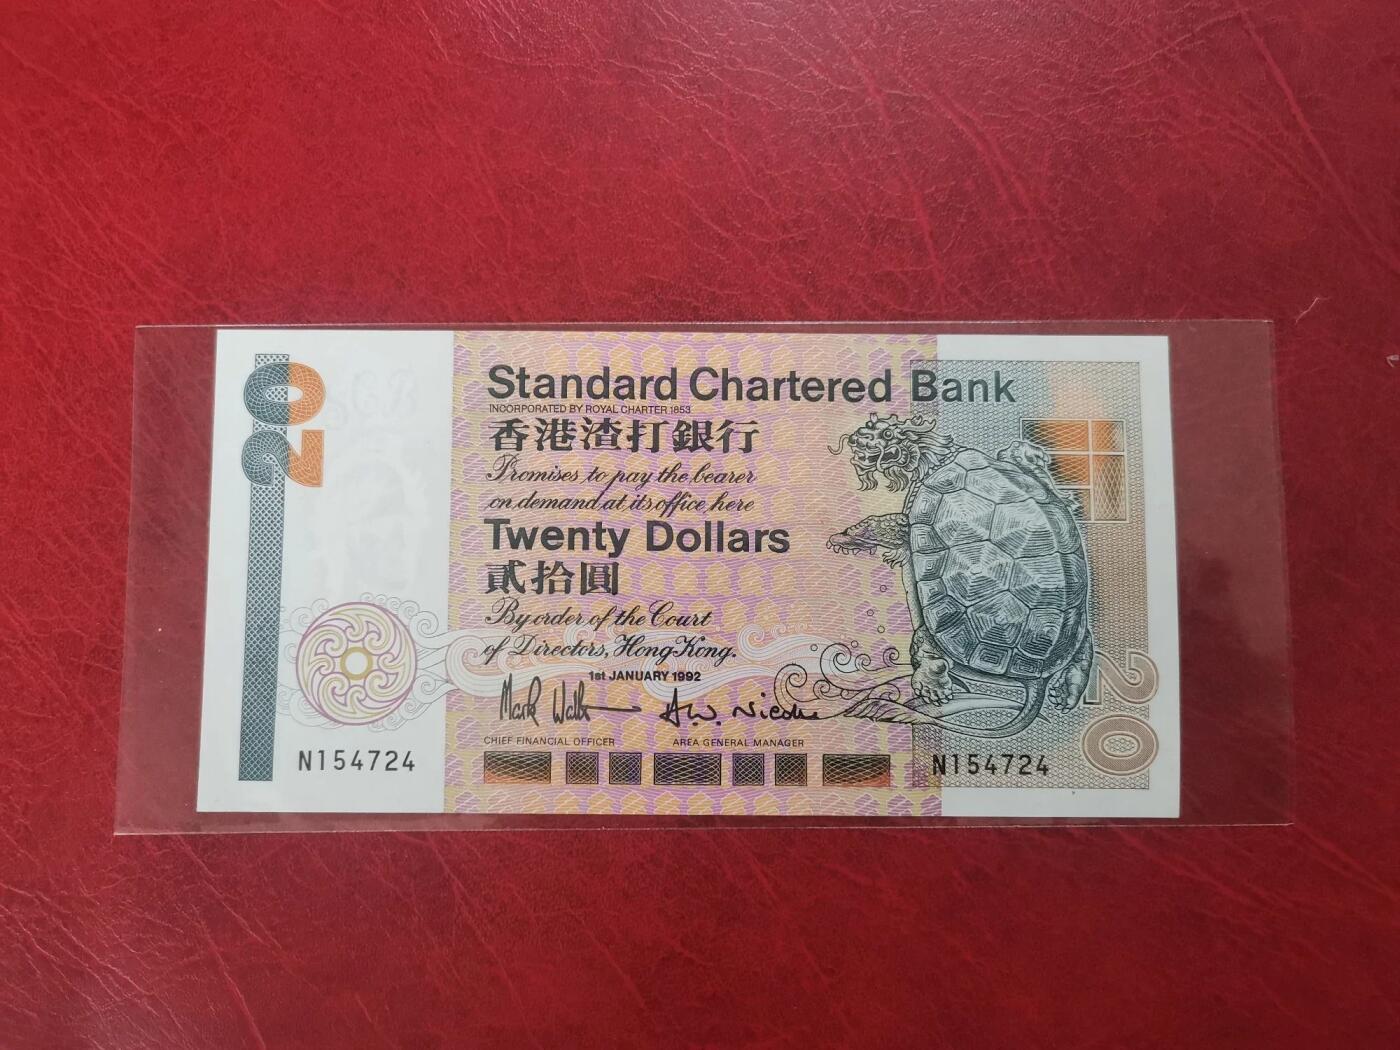 20
Standard Chartered Bank
INCORPORATED BY ROYAL CHARTER 1853
香港渣打銀行
Promises to pay the bearer
on demand at its office here
Twenty Dollars
貳拾圓
By order of the Court
of Directors, Hong Kong.
1st JANUARY 1992
CHIEF FINANCIAL OFFICER
AREA GENERAL MANAGER
N154724
N154724
20